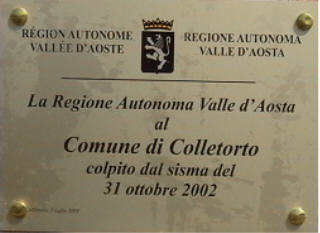 RÉGION AUTONOME
VALLÉE D'AOSTE
REGIONE AUTONOMA
VALLE D'AOSTA
La Regione Autonoma Valle d'Aosta
al
Comune di Colletorto
colpito dal sisma del
31 ottobre 2002